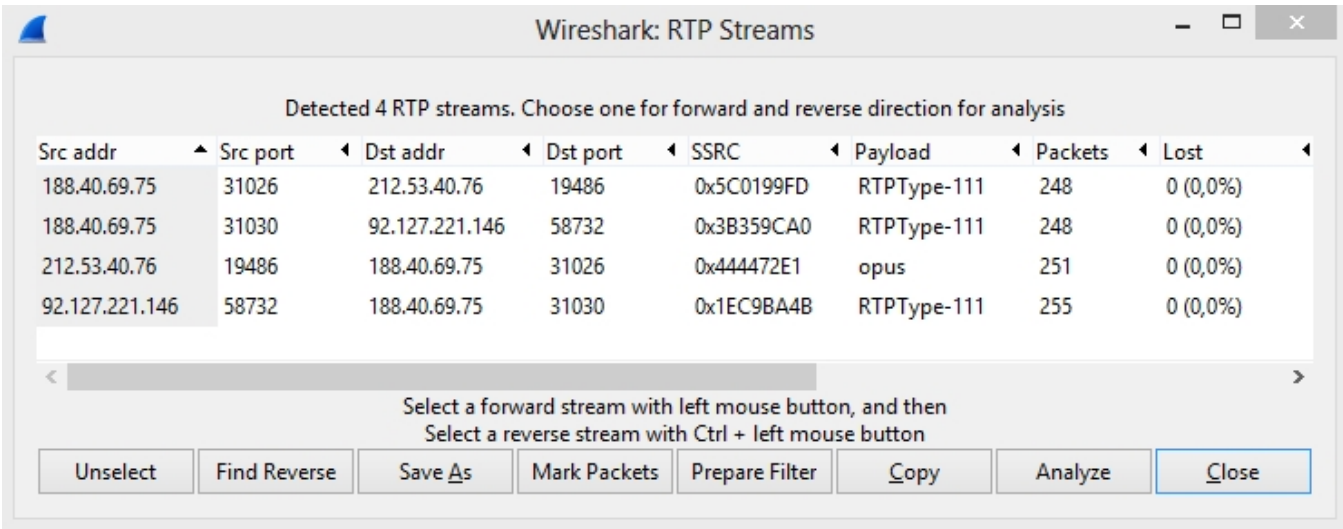 Wireshark: RTP Streams
Detected 4 RTP streams. Choose one for forward and reverse direction for analysis
Src addr Src port Dst addr Dst port SSRC Payload Packets Lost
188.40.69.75 31026 212.53.40.76 19486 0x5C0199FD RTPType-111 248 0 (0,0%)
188.40.69.75 31030 92.127.221.146 58732 0x3B359CA0 RTPType-111 248 0 (0,0%)
212.53.40.76 19486 188.40.69.75 31026 0x444472E1 opus 251 0 (0,0%)
92.127.221.146 58732 188.40.69.75 31030 0x1EC9BA4B RTPType-111 255 0 (0,0%)
Select a forward stream with left mouse button, and then
Select a reverse stream with Ctrl + left mouse button
Unselect Find Reverse Save As Mark Packets Prepare Filter Copy Analyze Close